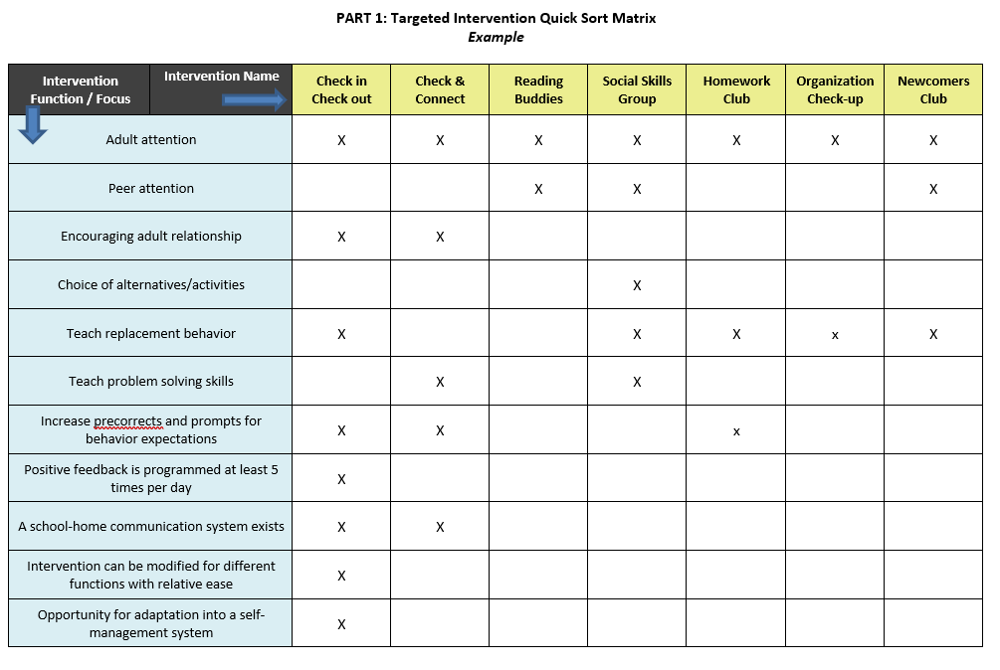 PART 1: Targeted Intervention Quick Sort Matrix
Example
Intervention Function / Focus
Intervention Name
Check in Check out
Check & Connect
Reading Buddies
Social Skills Group
Homework Club
Organization Check-up
Newcomers Club
Adult attention X X X X X X X
Peer attention X X X
Encouraging adult relationship X X
Choice of alternatives/activities X
Teach replacement behavior X X X x X
Teach problem solving skills X X
Increase precorrects and prompts for
behavior expectations X X x
Positive feedback is programmed at least 5
times per day X
A school-home communication system exists X X
Intervention can be modified for different
functions with relative ease X
Opportunity for adaptation into a self-
management system X